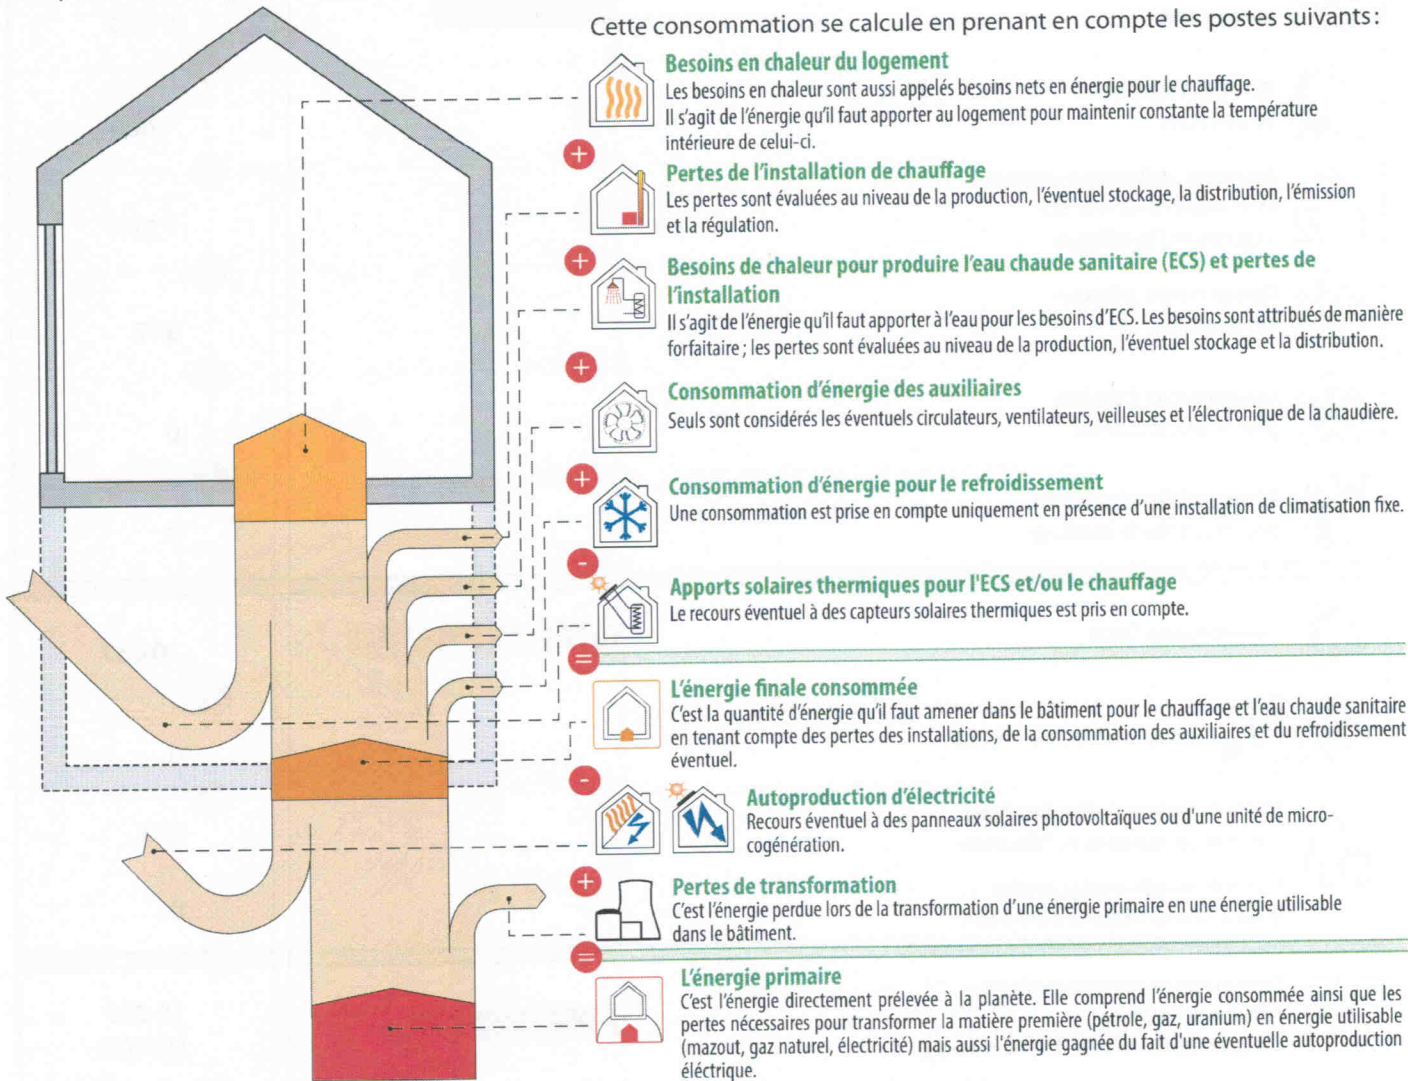 Cette consommation se calcule en prenant en compte les postes suivants :
Besoins en chaleur du logement
Les besoins en chaleur sont aussi appelés besoins nets en énergie pour le chauffage.
Il s'agit de l'énergie qu'il faut apporter au logement pour maintenir constante la température
intérieure de celui-ci.
+
Pertes de l'installation de chauffage
Les pertes sont évaluées au niveau de la production, l'éventuel stockage, la distribution, l'émission
et la régulation.
+
Besoins de chaleur pour produire l'eau chaude sanitaire (ECS) et pertes de
l'installation
Il s'agit de l'énergie qu'il faut apporter à l'eau pour les besoins d'ECS. Les besoins sont attribués de manière
forfaitaire ; les pertes sont évaluées au niveau de la production, l'éventuel stockage et la distribution.
+
Consommation d'énergie des auxiliaires
Seuls sont considérés les éventuels circulateurs, ventilateurs, veilleuses et l'électronique de la chaudière.
+
Consommation d'énergie pour le refroidissement
Une consommation est prise en compte uniquement en présence d'une installation de climatisation fixe.
-
Apports solaires thermiques pour l'ECS et/ou le chauffage
Le recours éventuel à des capteurs solaires thermiques est pris en compte.
=
L'énergie finale consommée
C'est la quantité d'énergie qu'il faut amener dans le bâtiment pour le chauffage et l'eau chaude sanitaire
en tenant compte des pertes des installations, de la consommation des auxiliaires et du refroidissement
éventuel.
-
Autoproduction d'électricité
Recours éventuel à des panneaux solaires photovoltaïques ou d'une unité de micro-
cogénération.
+
Pertes de transformation
C'est l'énergie perdue lors de la transformation d'une énergie primaire en une énergie utilisable
dans le bâtiment.
=
L'énergie primaire
C'est l'énergie directement prélevée à la planète. Elle comprend l'énergie consommée ainsi que les
pertes nécessaires pour transformer la matière première (pétrole, gaz, uranium) en énergie utilisable
(mazout, gaz naturel, électricité) mais aussi l'énergie gagnée du fait d'une éventuelle autoproduction
éléctrique.